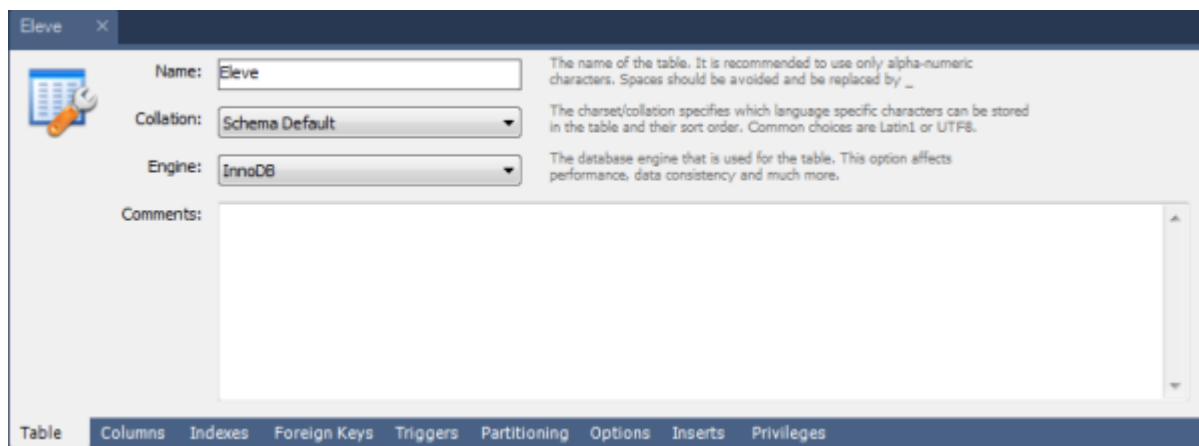 Eleve
Name: Eleve
The name of the table. It is recommended to use only alpha-numeric
characters. Spaces should be avoided and be replaced by _
Collation: Schema Default
The charset/collation specifies which language specific characters can be stored
in the table and their sort order. Common choices are Latin1 or UTF8.
Engine: InnoDB
The database engine that is used for the table. This option affects
performance, data consistency and much more.
Comments:
Table Columns Indexes Foreign Keys Triggers Partitioning Options Inserts Privileges